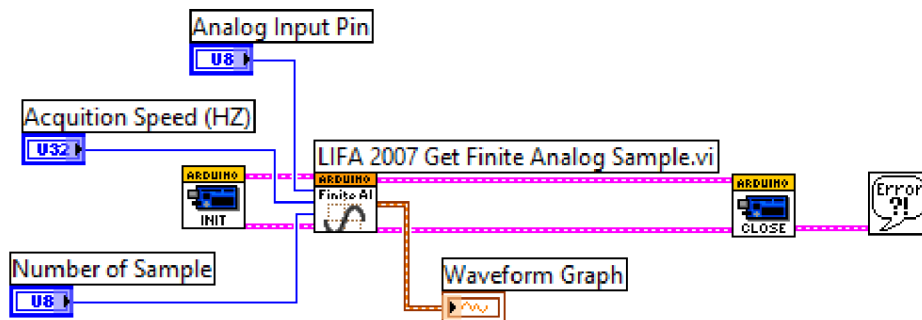 Analog Input Pin
U8
Acquition Speed (HZ)
U32
LIFA 2007 Get Finite Analog Sample.vi
ARDUINO
INIT
ARDUINO
Finite AI
ARDUINO
CLOSE
Error
?!
Number of Sample
U8
Waveform Graph